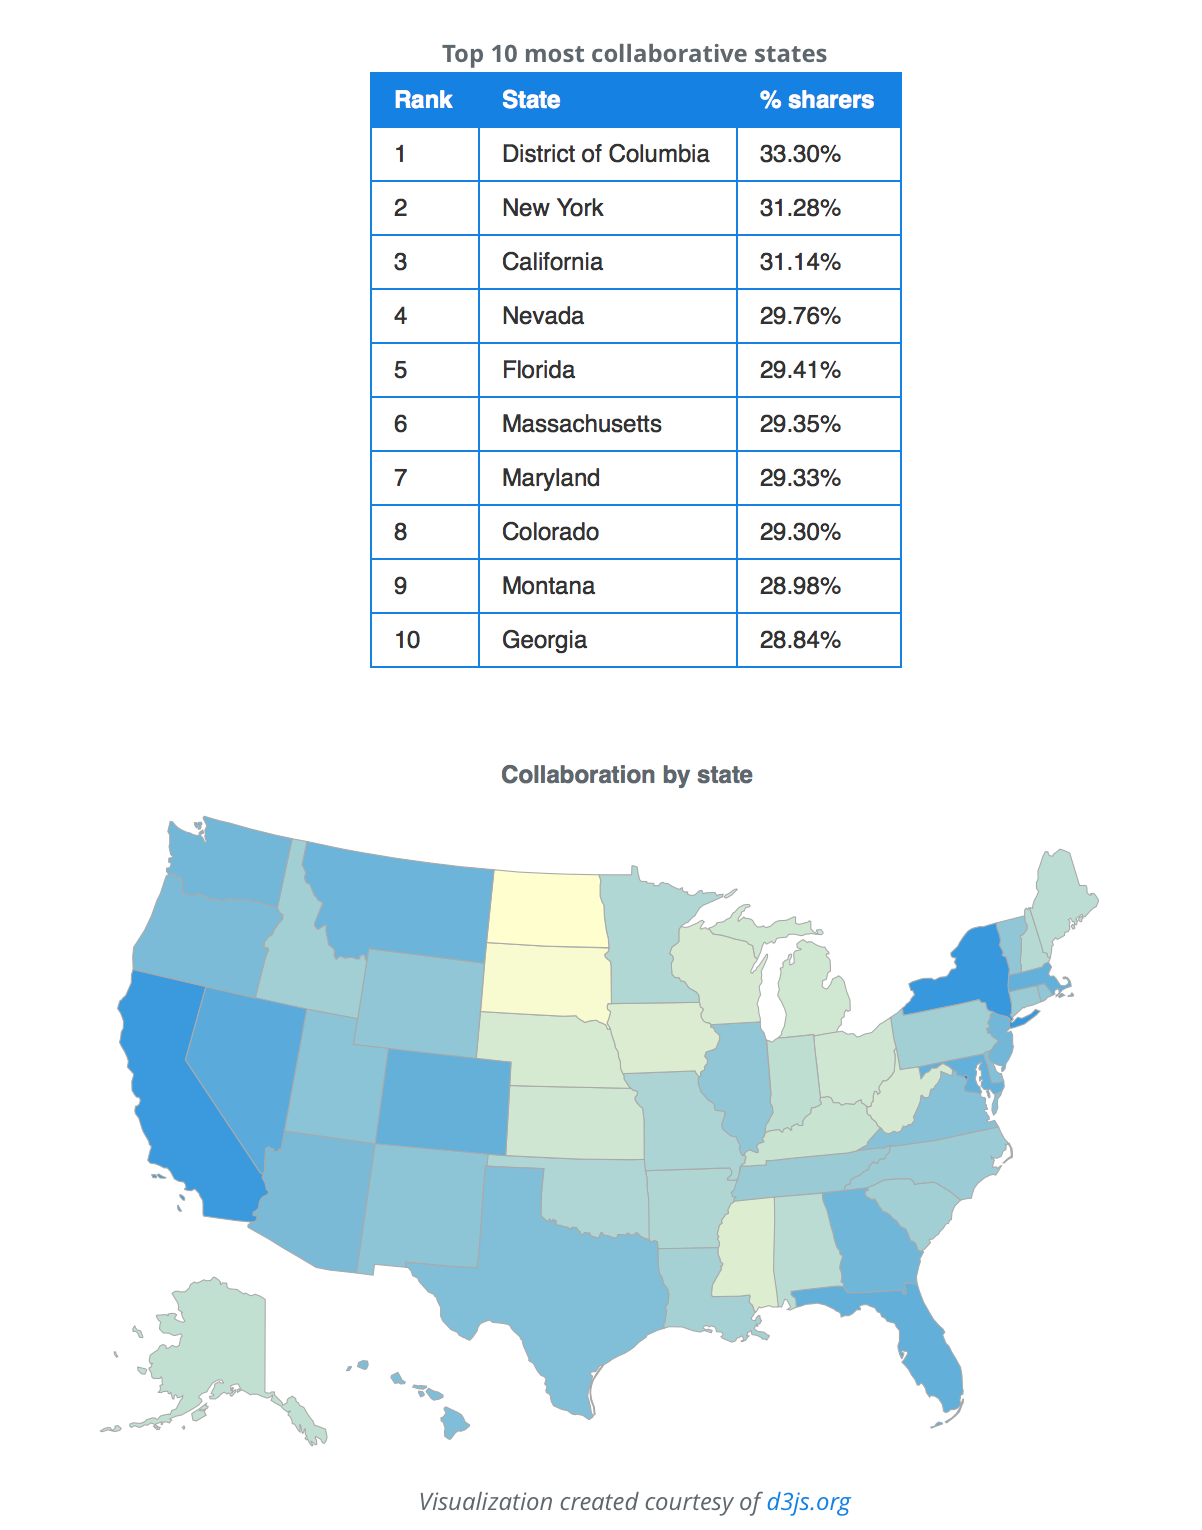 Top 10 most collaborative states
Rank State % sharers
1 District of Columbia 33.30%
2 New York 31.28%
3 California 31.14%
4 Nevada 29.76%
5 Florida 29.41%
6 Massachusetts 29.35%
7 Maryland 29.33%
8 Colorado 29.30%
9 Montana 28.98%
10 Georgia 28.84%
Collaboration by state
Visualization created courtesy of d3js.org